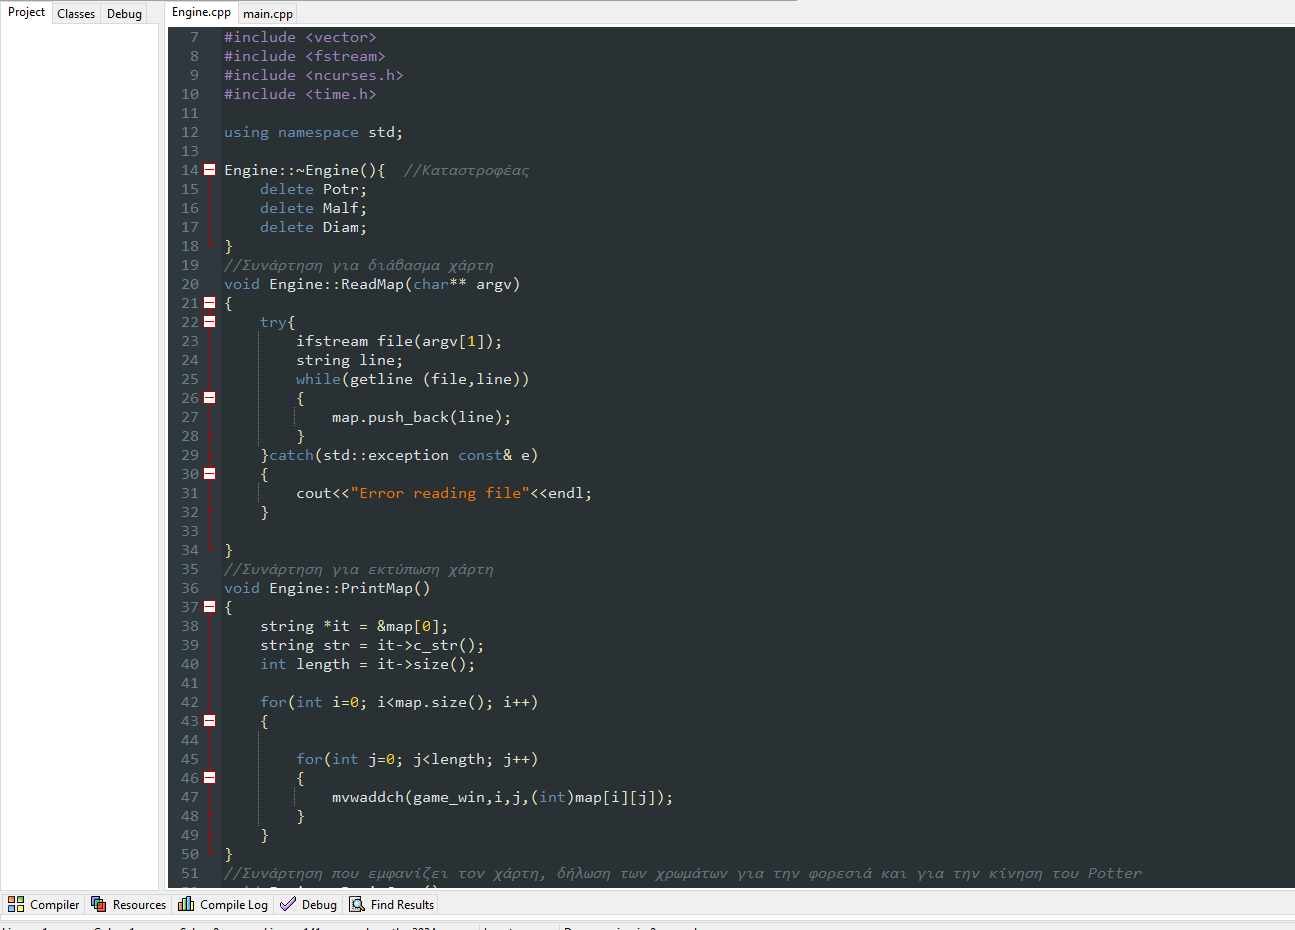 Project Classes Debug
Engine.cpp main.cpp
7 #include <vector>
8 #include <fstream>
9 #include <ncurses.h>
10 #include <time.h>
11
12 using namespace std;
13
14 Engine::~Engine(){  //Καταστροφέας
15     delete Potr;
16     delete Malf;
17     delete Diam;
18 }
19 //Συνάρτηση για διάθασμα χάρτη
20 void Engine::ReadMap(char** argv)
21 {
22     try{
23         ifstream file(argv[1]);
24         string line;
25         while(getline (file,line))
26         {
27             map.push_back(line);
28         }
29     }catch(std::exception const& e)
30     {
31         cout<<"Error reading file"<<endl;
32     }
33
34 }
35 //Συνάρτηση για εκτύπωση χάρτη
36 void Engine::PrintMap()
37 {
38     string *it = &map[0];
39     string str = it->c_str();
40     int length = it->size();
41
42     for(int i=0; i<map.size(); i++)
43     {
44
45         for(int j=0; j<length; j++)
46         {
47             mvwaddch(game_win,i,j,(int)map[i][j]);
48         }
49     }
50 }
51 //Συνάρτηση που εμφανίζει τον χάρτη, δήλωση των χρωμάτων για την φορεσιά και για την κίνηση του Potter
Compiler Resources Compile Log Debug Find Results